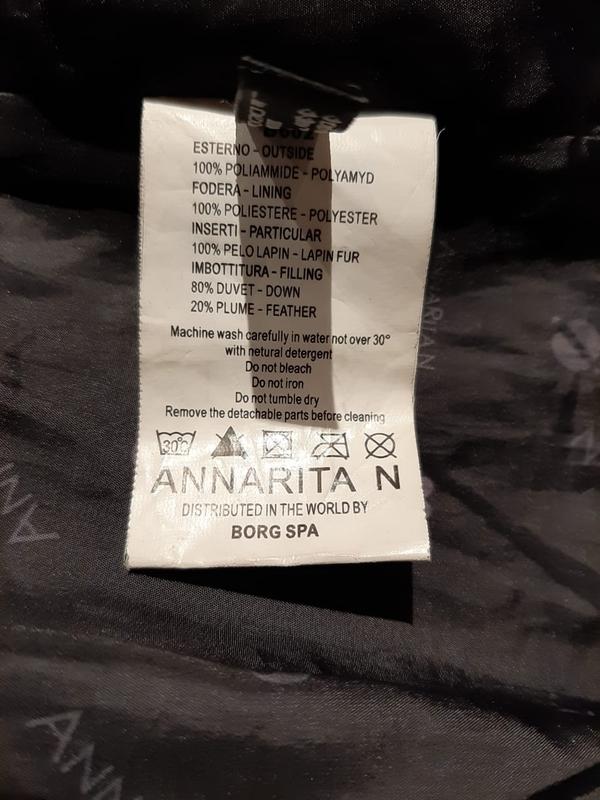 ESTERNO - OUTSIDE
100% POLIAMMIDE - POLYAMYD
FODERA - LINING
100% POLIESTERE - POLYESTER
INSERTI - PARTICULAR
100% PELO LAPIN - LAPIN FUR
IMBOTTITURA - FILLING
80% DUVET - DOWN
20% PLUME - FEATHER
Machine wash carefully in water not over 30°
with netural detergent
Do not bleach
Do not iron
Do not tumble dry
Remove the detachable parts before cleaning
30°C
ANNARITA N
DISTRIBUTED IN THE WORLD BY
BORG SPA